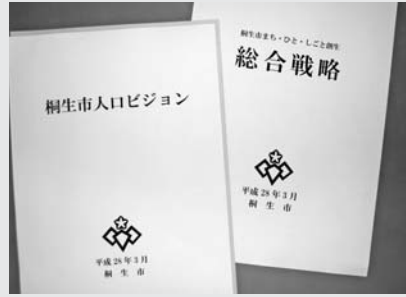 桐生市人口ビジョン
平成28年3月
桐生市
桐生市まち・ひと・しごと創生
総合戦略
平成28年3月
桐生市